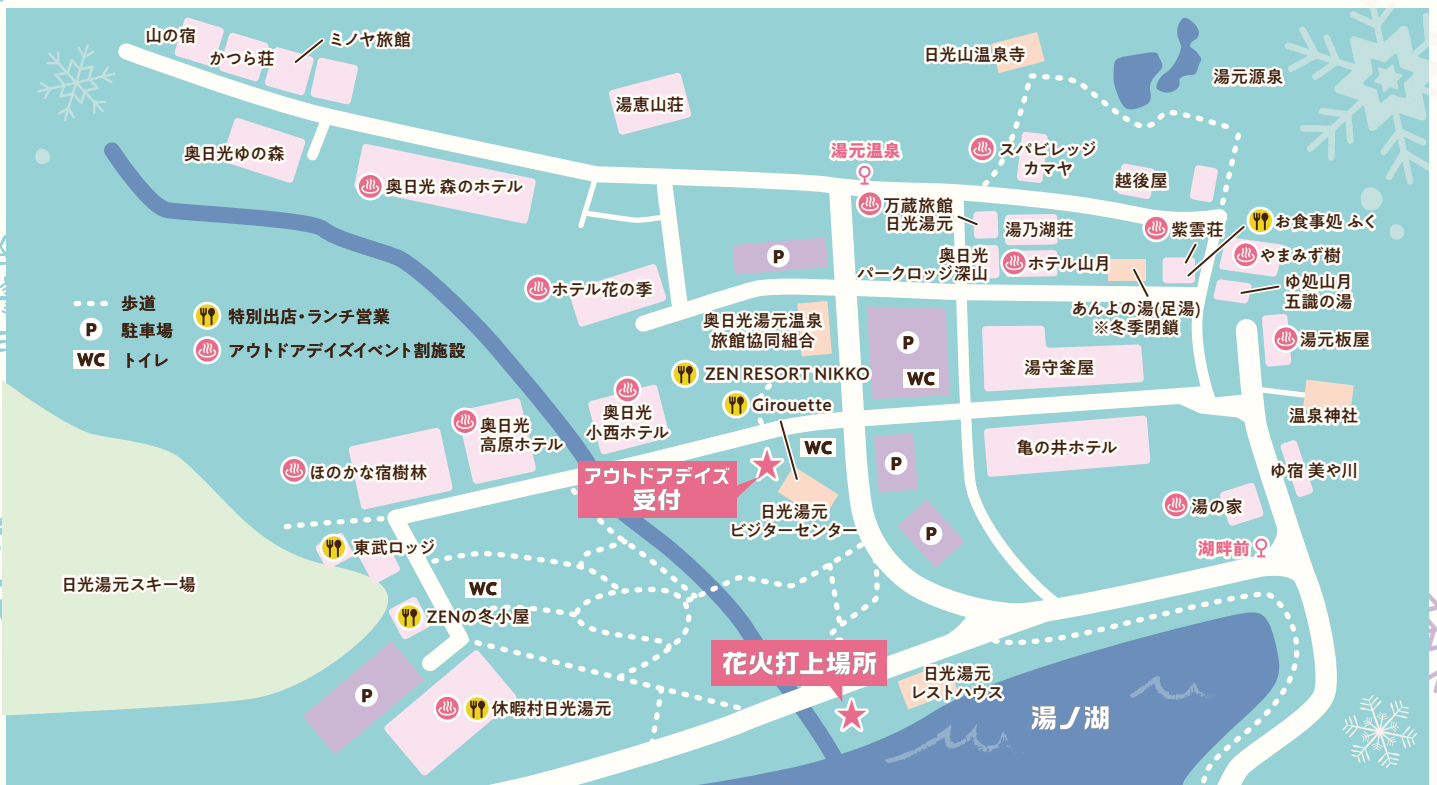 山の宿
かつら荘
ミノヤ旅館
日光山温泉寺
湯元源泉
湯恵山荘
奥日光ゆの森
奥日光 森のホテル
湯元温泉
スパビレッジ
カマヤ
越後屋
万蔵旅館
日光湯元
湯乃湖荘
紫雲荘
お食事処 ふく
やまみず樹
奥日光
パークロッジ深山
ホテル山月
P
ゆ処山月
五識の湯
あんよの湯(足湯)
※冬季閉鎖
ホテル花の季
歩道
P
駐車場
WC
トイレ
特別出店・ランチ営業
アウトドアデイズイベント割施設
奥日光湯元温泉
旅館協同組合
P
WC
湯守釜屋
湯元板屋
ZEN RESORT NIKKO
Girouette
温泉神社
奥日光
小西ホテル
奥日光
高原ホテル
WC
亀の井ホテル
P
ほのかな宿樹林
アウトドアデイズ
受付
ゆ宿 美や川
日光湯元
ビジターセンター
湯の家
P
湖畔前
東武ロッジ
日光湯元スキー場
WC
ZENの冬小屋
花火打上場所
日光湯元
レストハウス
P
休暇村日光湯元
湯ノ湖